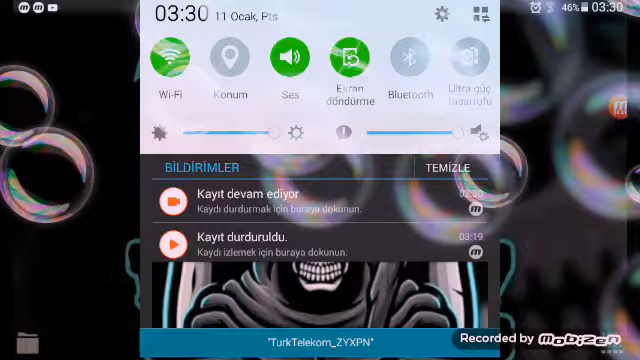 03:30 11 Ocak, Pts
46% 03:30
Wi-Fi
Konum
Ses
Ekran döndürme
Bluetooth
Ultra güç tasarrufu
BİLDİRİMLER
TEMİZLE
Kayıt devam ediyor 03:30
Kaydı durdurmak için buraya dokunun.
Kayıt durduruldu. 03:19
Kaydı izlemek için buraya dokunun.
"TurkTelekom_ZYXPN"
Recorded by Mobizen